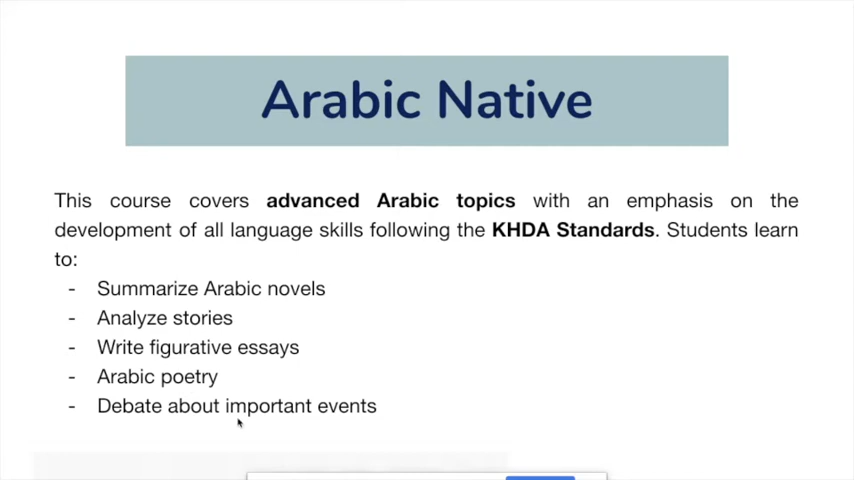 Arabic Native
This course covers advanced Arabic topics with an emphasis on the
development of all language skills following the KHDA Standards. Students learn
to:
- Summarize Arabic novels
- Analyze stories
- Write figurative essays
- Arabic poetry
- Debate about important events